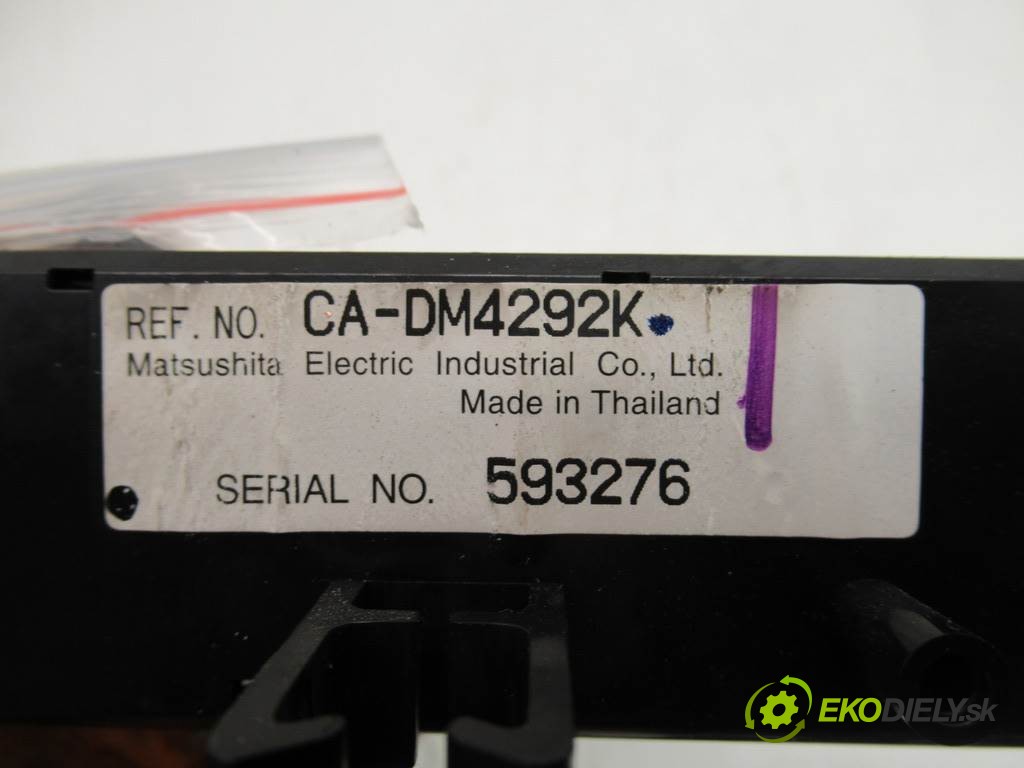 REF. NO. CA-DM4292K
Matsushita Electric Industrial Co., Ltd.
Made in Thailand
SERIAL NO. 593276
EKODIELY.sk